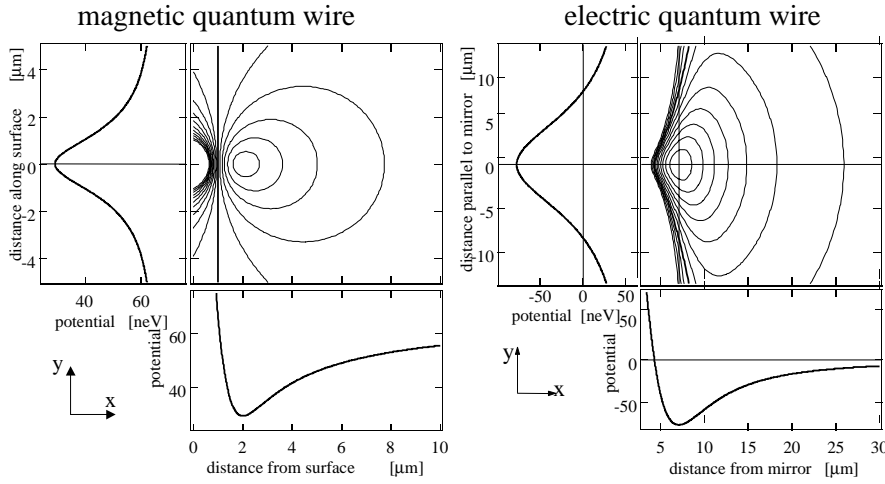 magnetic quantum wire
electric quantum wire
distance along surface [μm]
4
2
0
-2
-4
40 60
potential [neV]
y
x
potential
60
40
0 2 4 6 8 10
distance from surface [μm]
distance parallel to mirror [μm]
10
5
0
-5
-10
-50 0 50
potential [neV]
y
x
potential
50
0
-50
5 10 15 20 25 30
distance from mirror [μm]